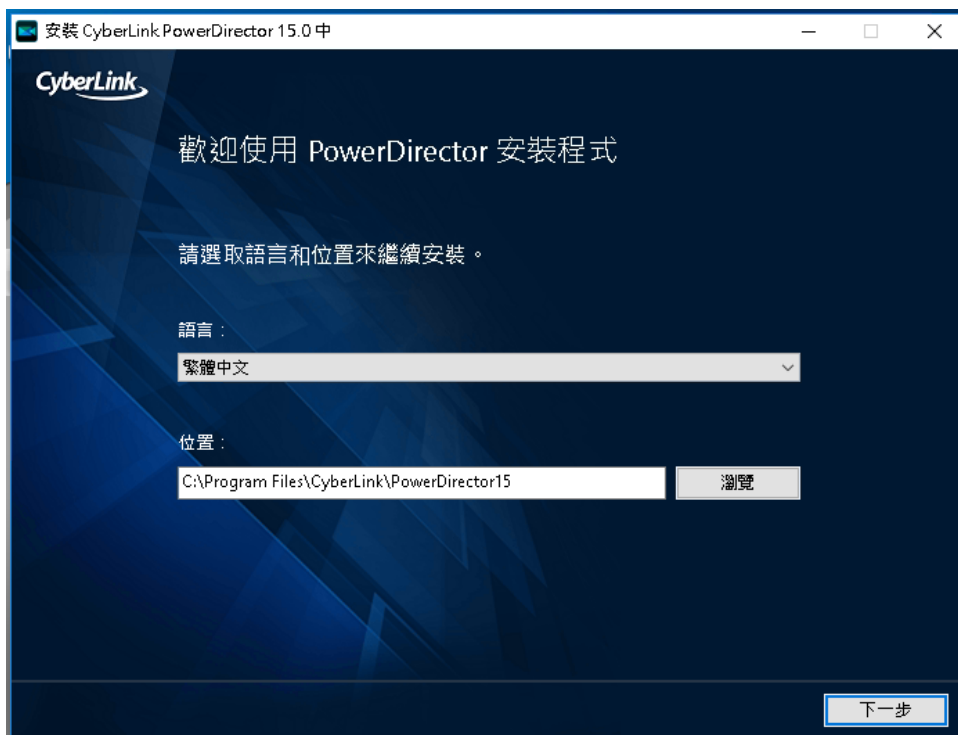 安裝 CyberLink PowerDirector 15.0 中
CyberLink
歡迎使用 PowerDirector 安裝程式
請選取語言和位置來繼續安裝。
語言：
繁體中文
位置：
C:\Program Files\CyberLink\PowerDirector15
瀏覽
下一步